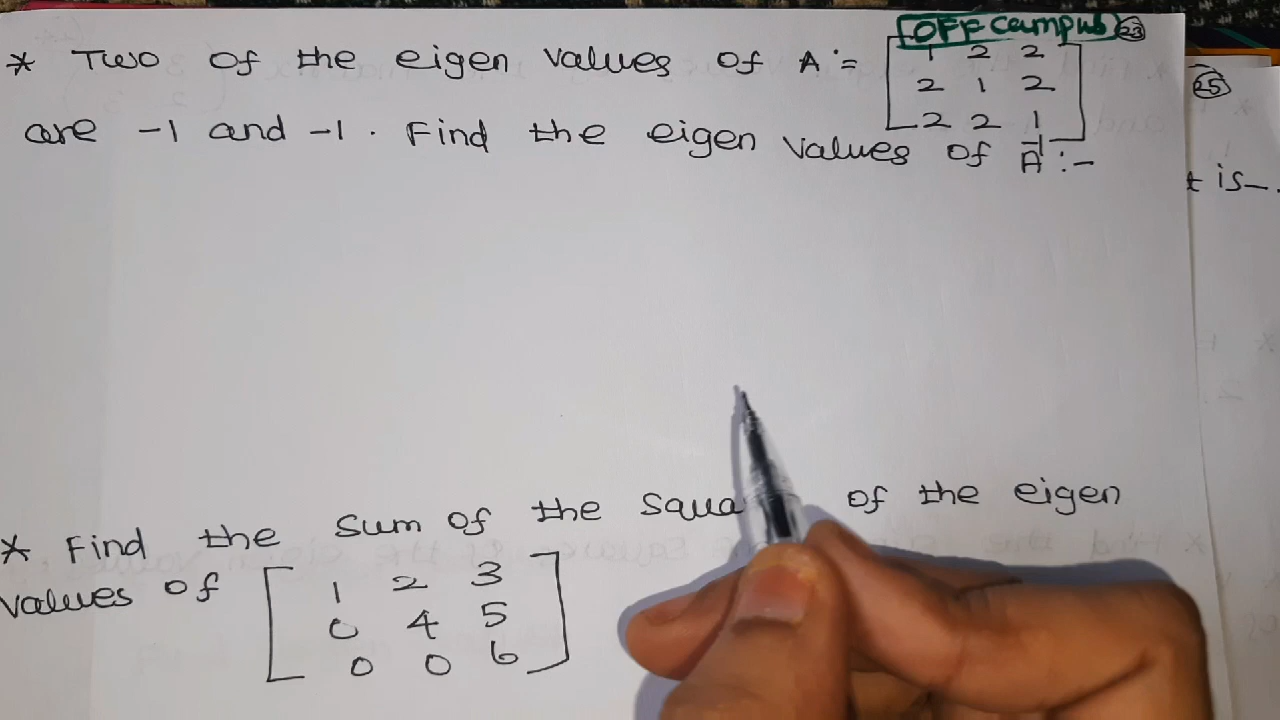 OFF campus 23
* Two of the eigen values of A = [1 2 2
2 1 2
2 2 1]
are -1 and -1. Find the eigen values of A⁻¹ :-
25
t is—.
* Find the sum of the squa of the eigen
values of [1 2 3
0 4 5
0 0 6]